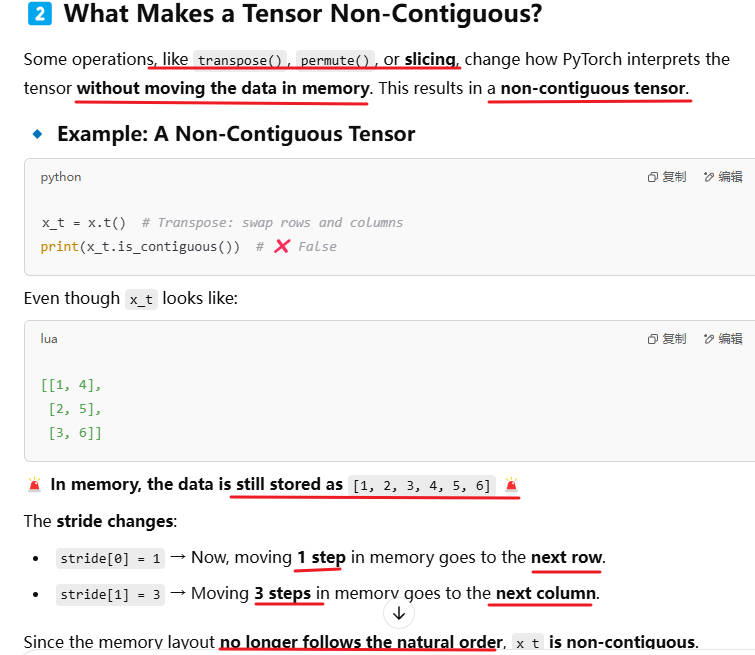 2 What Makes a Tensor Non-Contiguous?
Some operations, like transpose(), permute(), or slicing, change how PyTorch interprets the
tensor without moving the data in memory. This results in a non-contiguous tensor.
Example: A Non-Contiguous Tensor
python 复制 编辑
x_t = x.t()  # Transpose: swap rows and columns
print(x_t.is_contiguous())  # ❌ False
Even though x_t looks like:
lua 复制 编辑
[[1, 4],
 [2, 5],
 [3, 6]]
🚨 In memory, the data is still stored as [1, 2, 3, 4, 5, 6] 🚨
The stride changes:
• stride[0] = 1 → Now, moving 1 step in memory goes to the next row.
• stride[1] = 3 → Moving 3 steps in memory goes to the next column.
Since the memory layout no longer follows the natural order, x_t is non-contiguous.